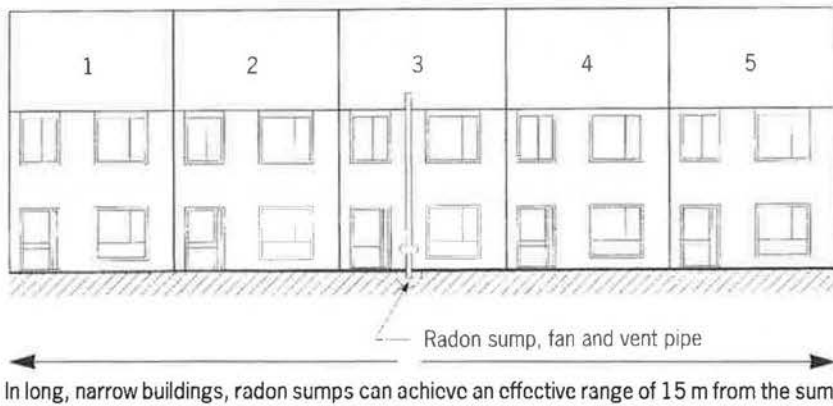 1 2 3 4 5
Radon sump, fan and vent pipe
In long, narrow buildings, radon sumps can achieve an effective range of 15 m from the sum